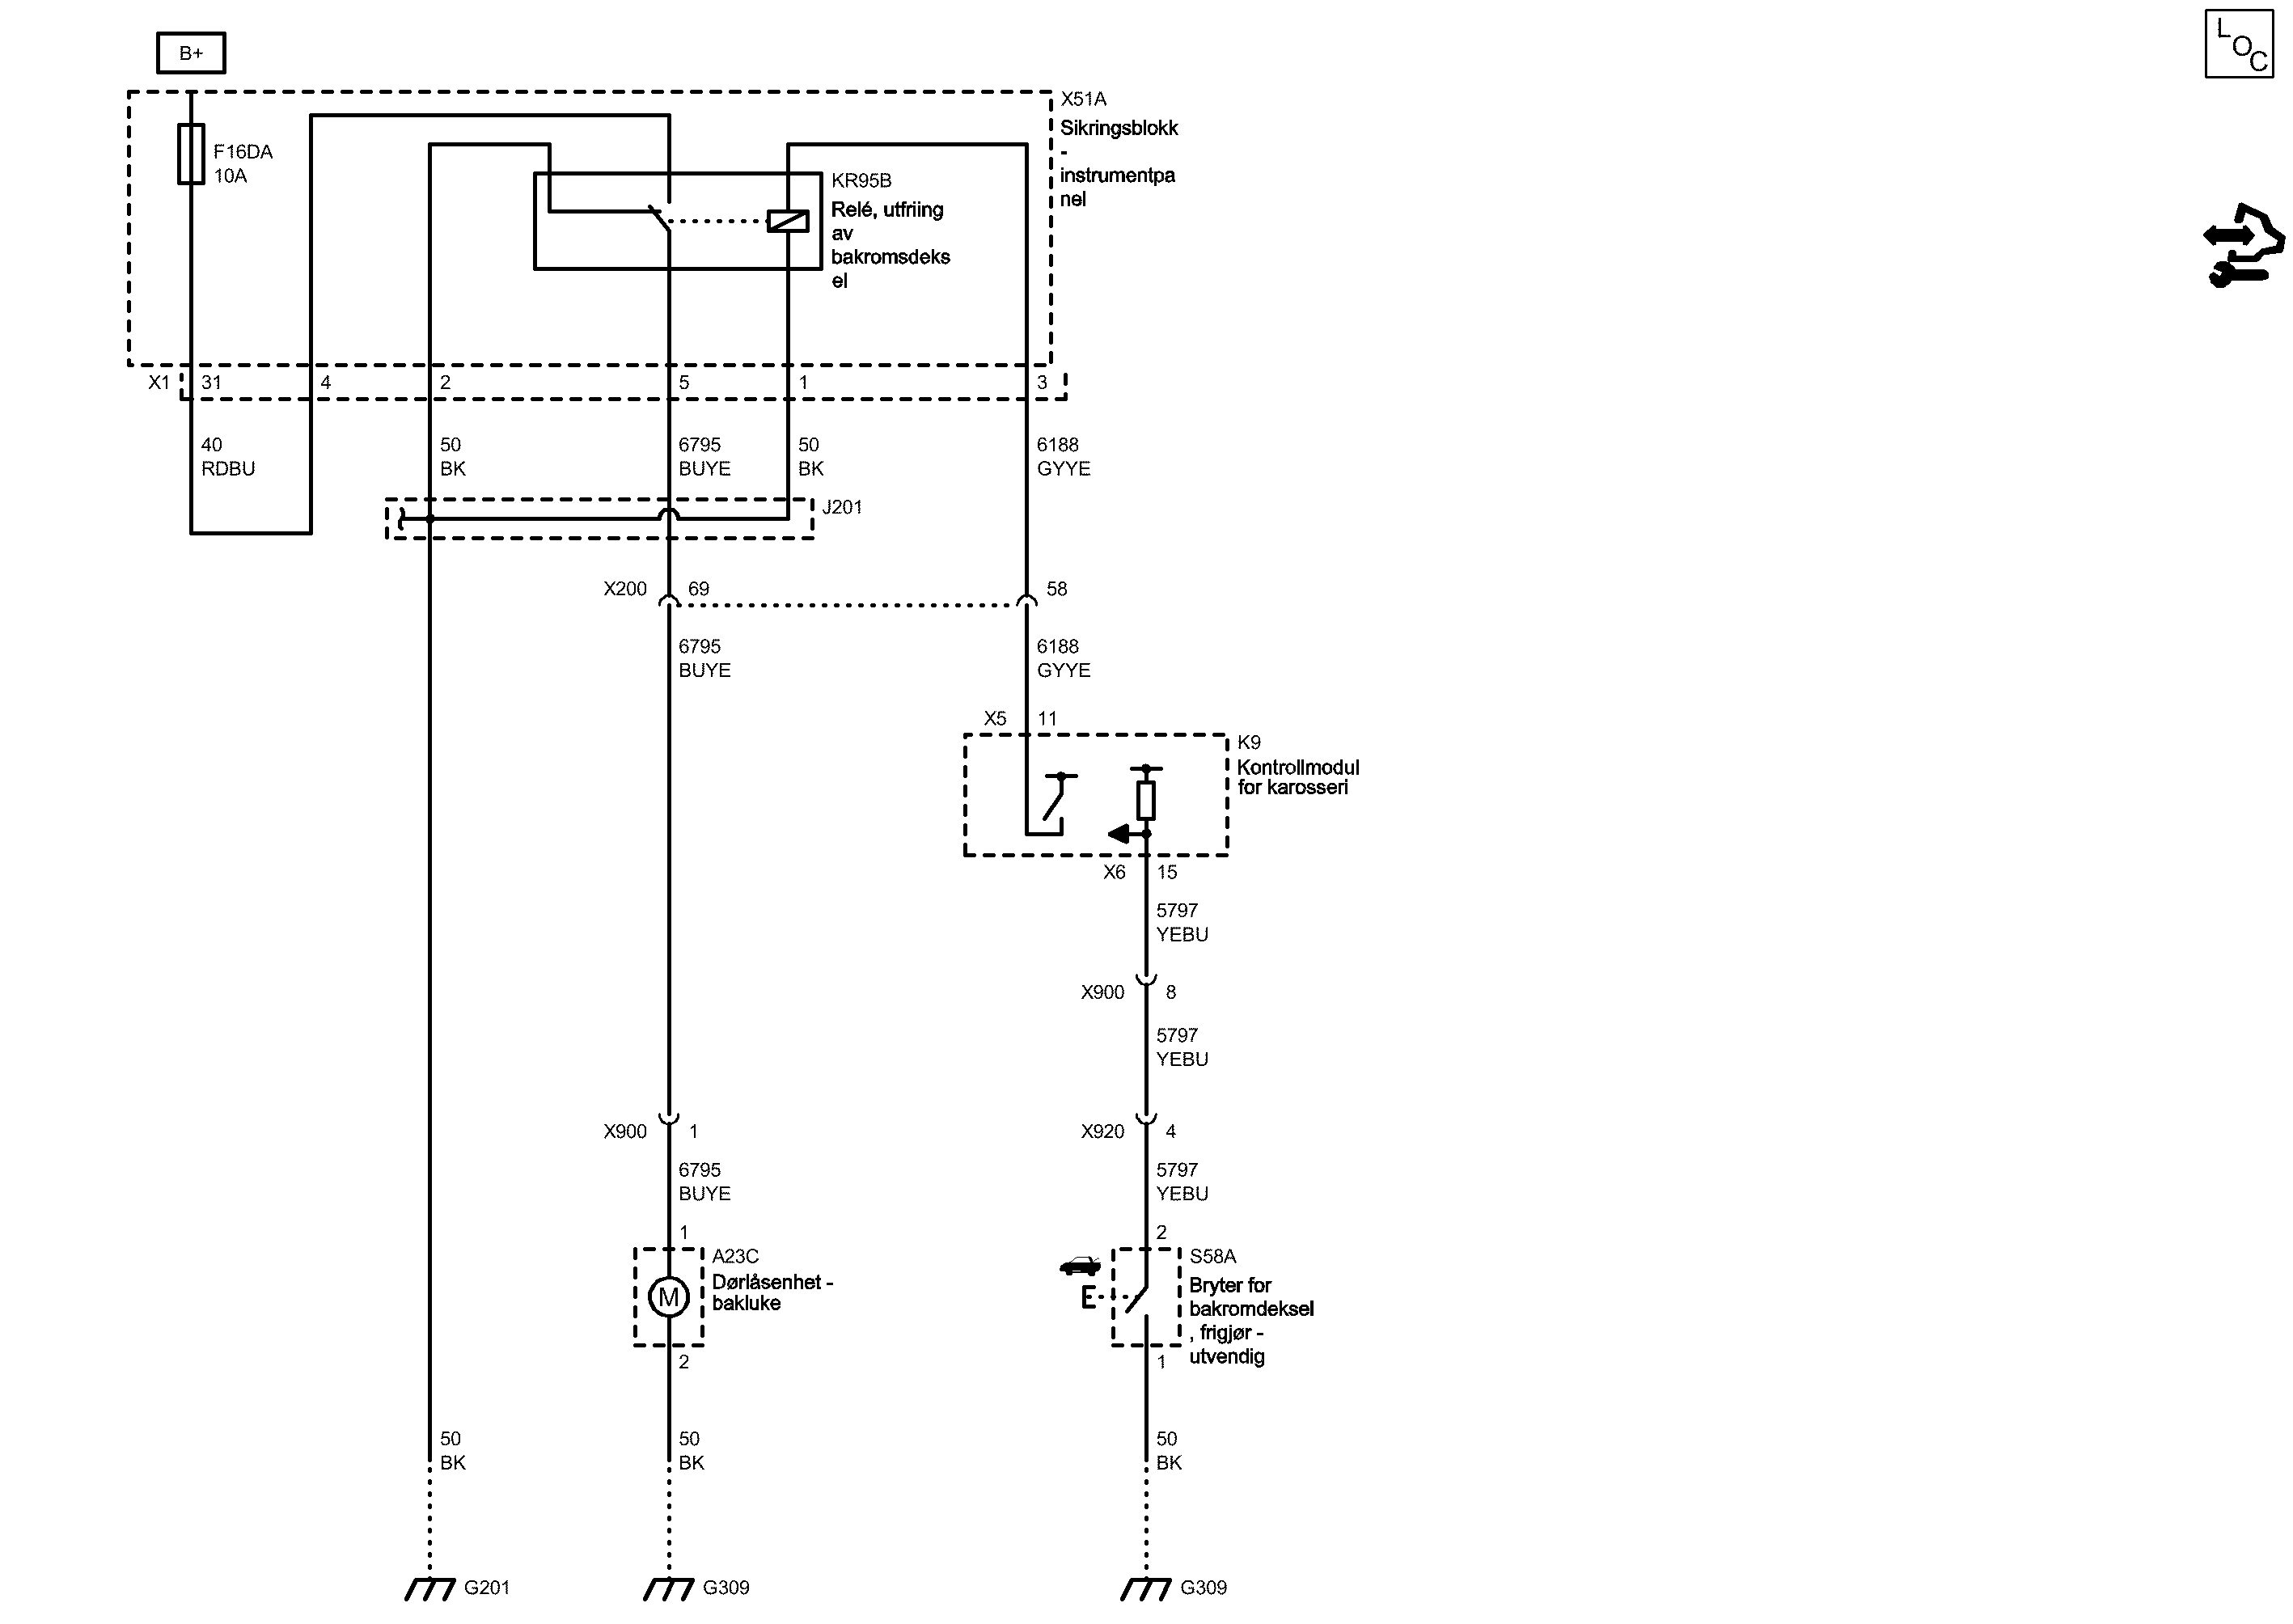 B+
LOC
X51A
Sikringsblokk
-
instrumentpa
nel
F16DA
10A
KR95B
Relé, utfriing
av
bakromsdeks
el
X1 31 4 2 5 1 3
40 50 6795 50 6188
RDBU BK BUYE BK GYYE
J201
X200 69 58
6795 6188
BUYE GYYE
X5 11
K9
Kontrollmodul
for karosseri
X6 15
5797
YEBU
X900 8
5797
YEBU
X900 1 X920 4
6795 5797
BUYE YEBU
1 2
A23C S58A
Dørlåsenhet - Bryter for
bakluke bakromdeksel
M
, frigjør -
utvendig
2 1
50 50 50
BK BK BK
G201 G309 G309